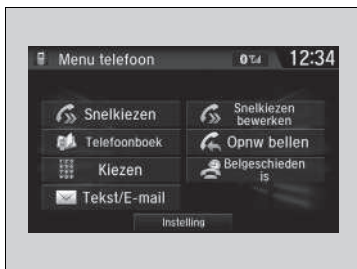 Menu telefoon
12:34
Snelkiezen
Snelkiezen
bewerken
Telefoonboek
Opnw bellen
Kiezen
Belgeschieden
is
Tekst/E-mail
Instelling